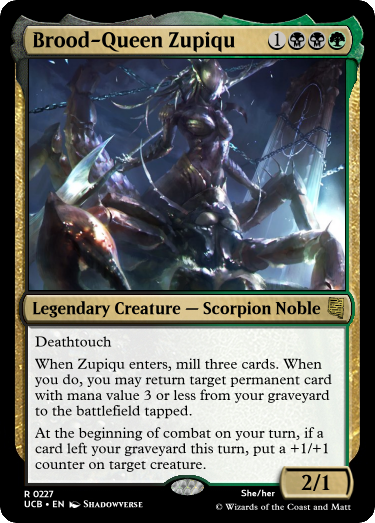 Brood-Queen Zupiqu 1
Legendary Creature — Scorpion Noble
Deathtouch
When Zupiqu enters, mill three cards. When
you do, you may return target permanent card
with mana value 3 or less from your graveyard
to the battlefield tapped.
At the beginning of combat on your turn, if a
card left your graveyard this turn, put a +1/+1
counter on target creature.
2/1
R 0227 She/her
UCB • EN Shadowverse © Wizards of the Coast and Matt